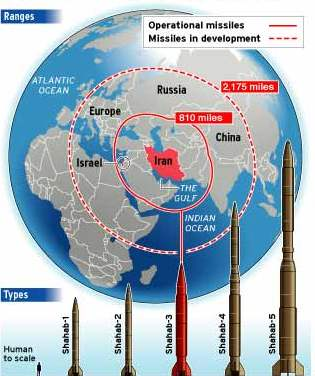 Ranges
Operational missiles
Missiles in development
ATLANTIC
OCEAN
Russia
2,175 miles
Europe
810 miles
China
Israel
Iran
THE
GULF
INDIAN
OCEAN
Types
Human
to scale
Shahab-1
Shahab-2
Shahab-3
Shahab-4
Shahab-5